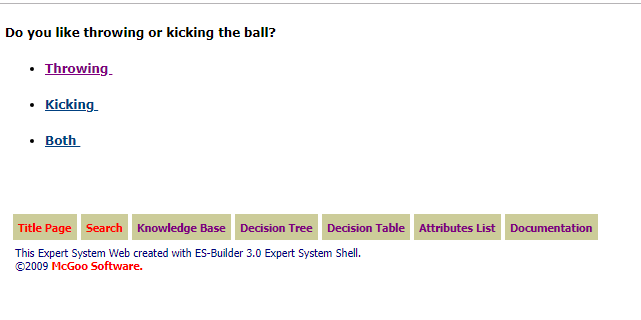 Do you like throwing or kicking the ball?
Throwing
Kicking
Both
Title Page Search Knowledge Base Decision Tree Decision Table Attributes List Documentation
This Expert System Web created with ES-Builder 3.0 Expert System Shell.
©2009 McGoo Software.